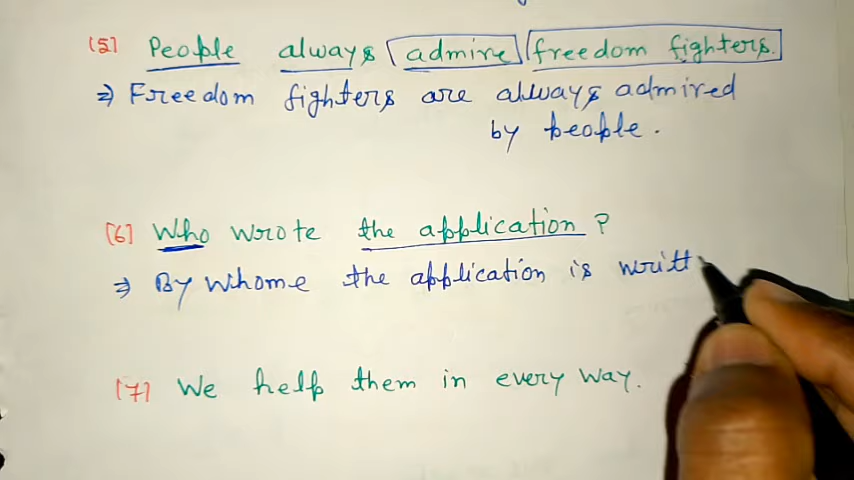 (5) People always admire freedom fighters.
⇒ Freedom fighters are always admired
by people.
(6) Who wrote the application?
⇒ By whome the application is writt
(7) We help them in every way.